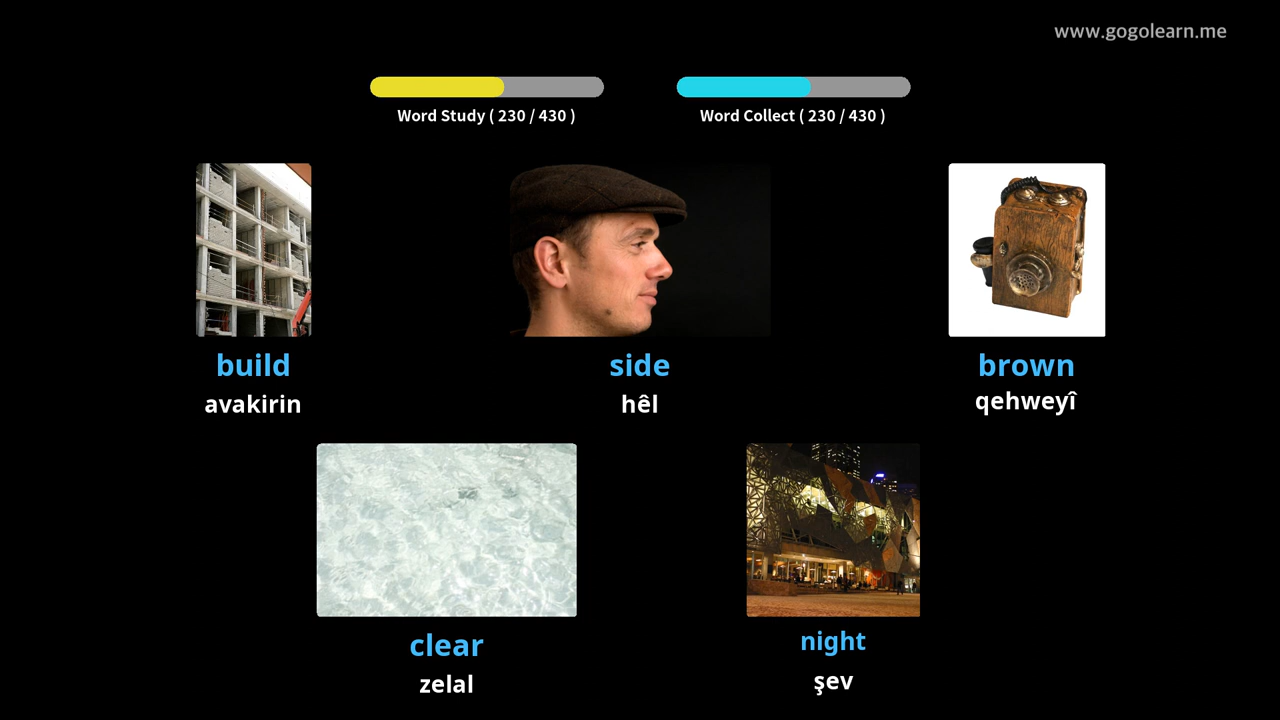 www.gogolearn.me
Word Study ( 230 / 430 )
Word Collect ( 230 / 430 )
build
avakirin
side
hêl
brown
qehweyî
clear
zelal
night
şev